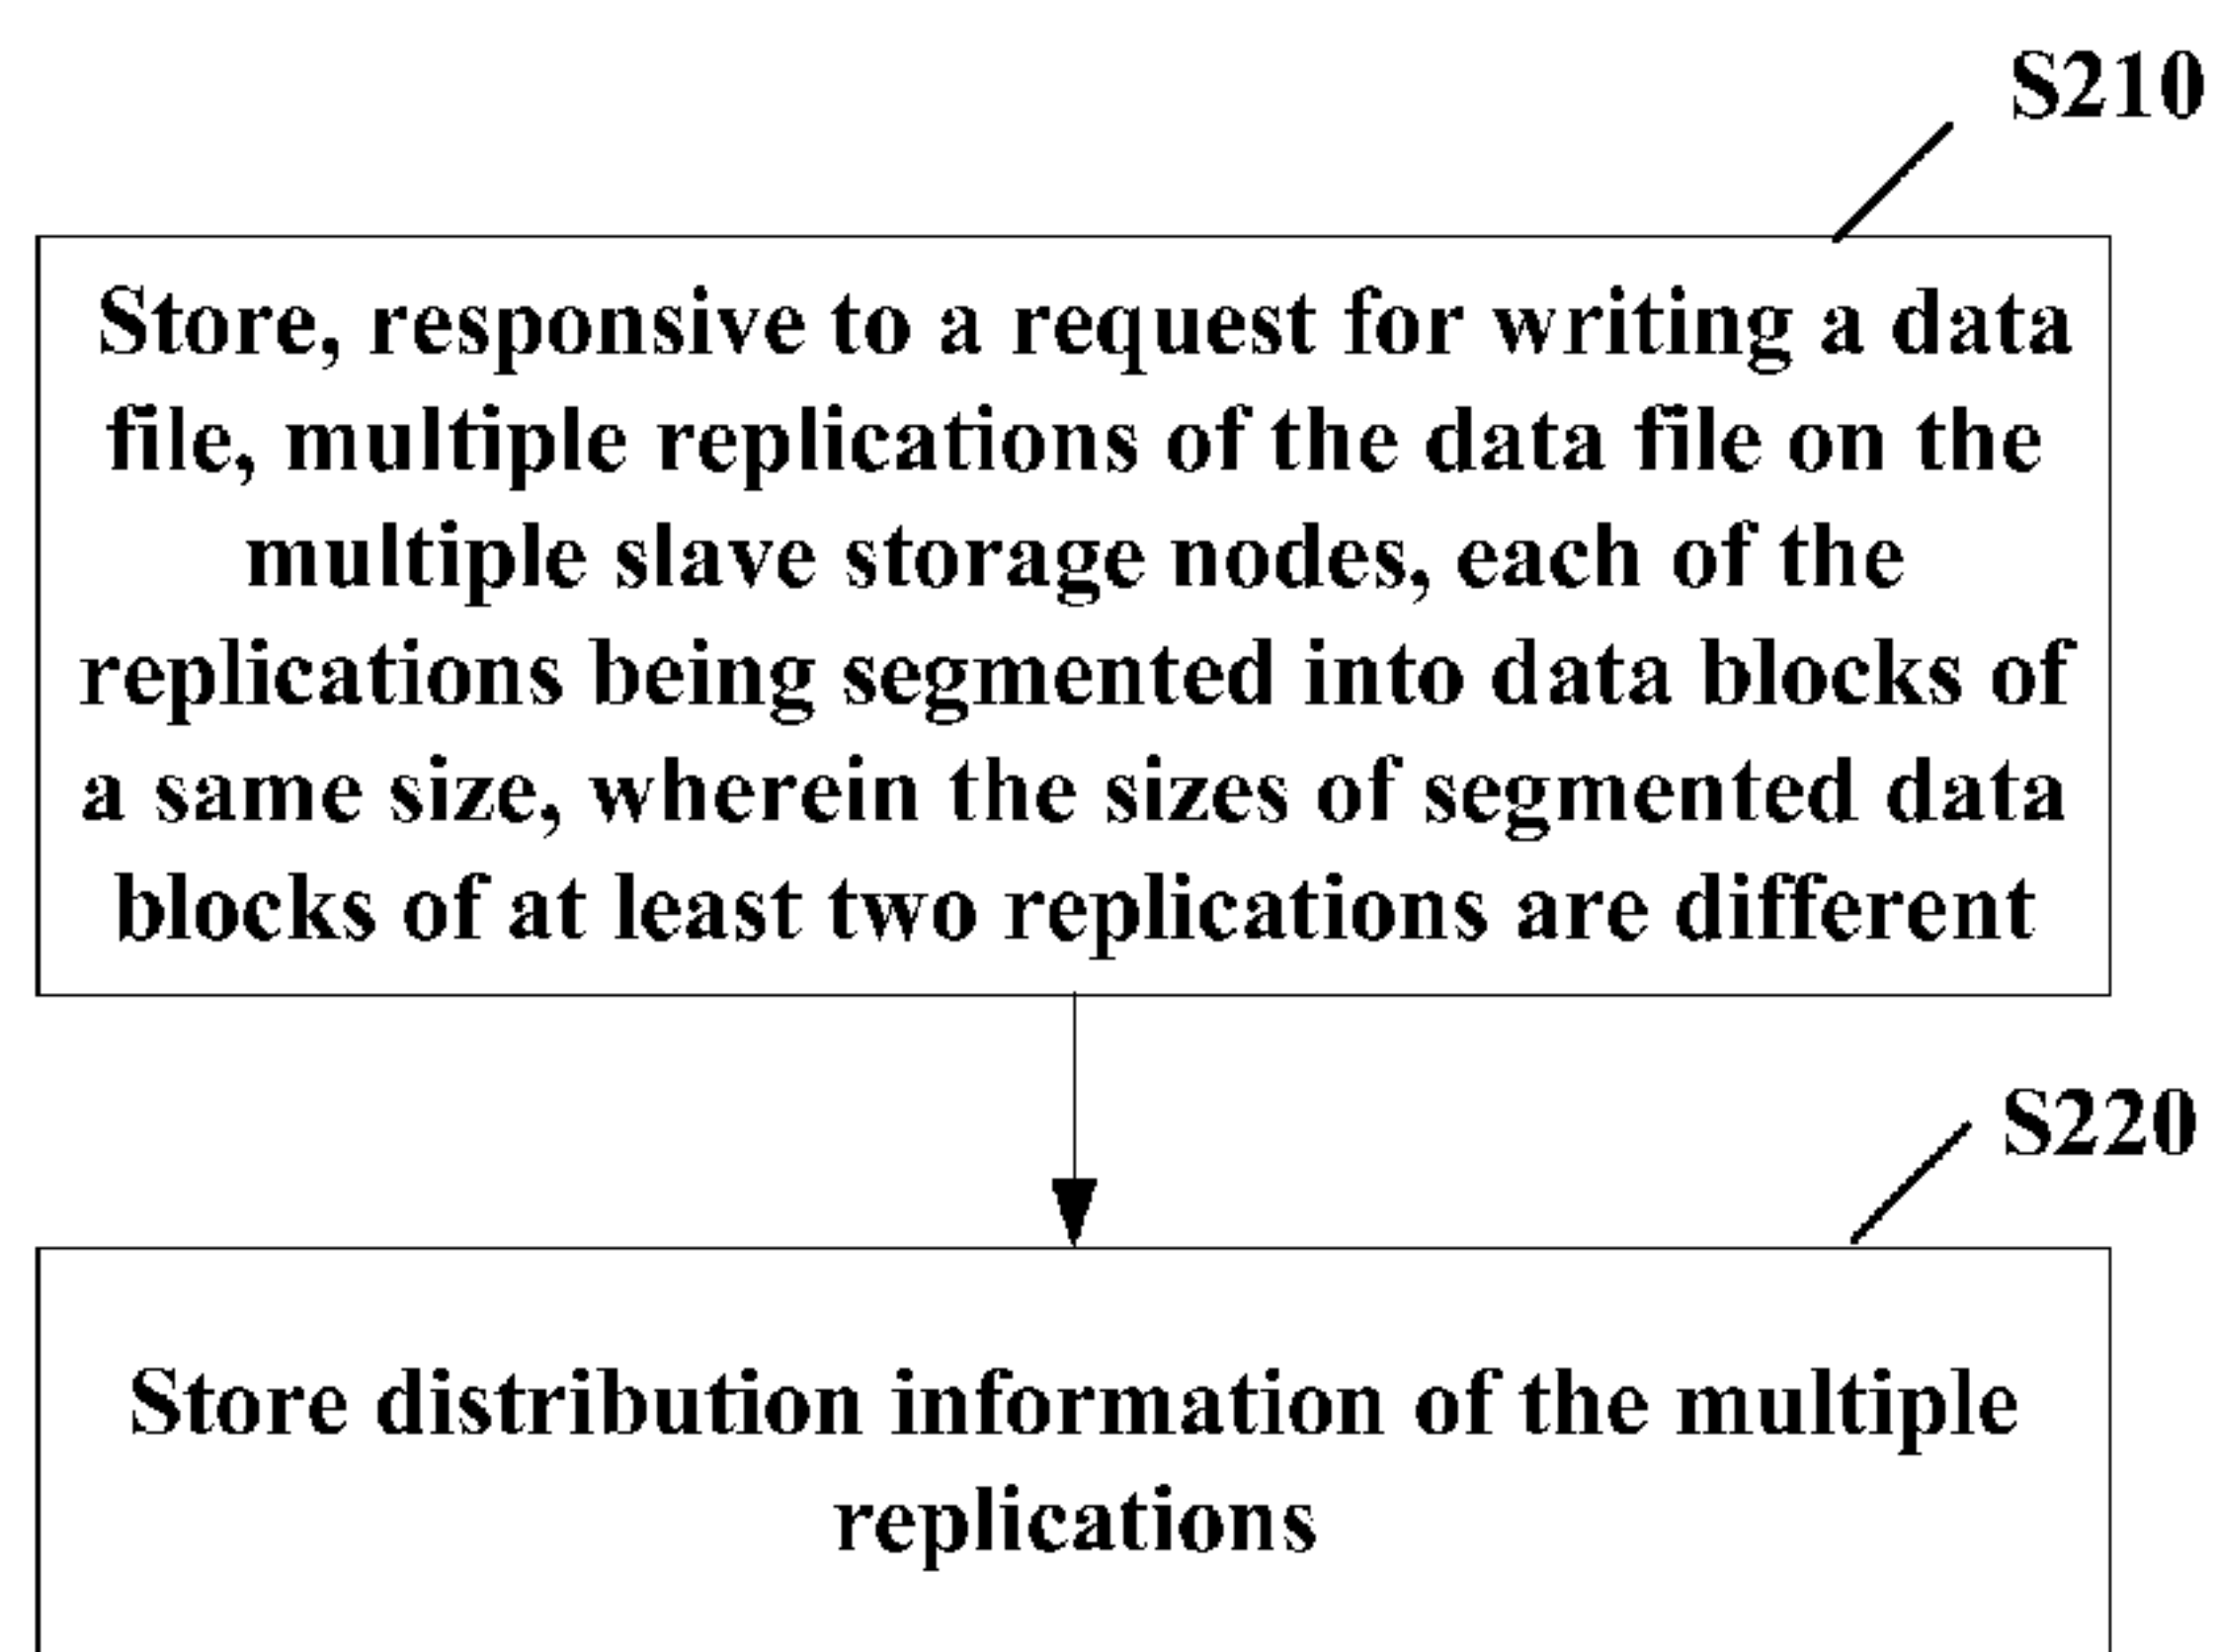 S210
Store, responsive to a request for writing a data
file, multiple replications of the data file on the
multiple slave storage nodes, each of the
replications being segmented into data blocks of
a same size, wherein the sizes of segmented data
blocks of at least two replications are different
S220
Store distribution information of the multiple
replications